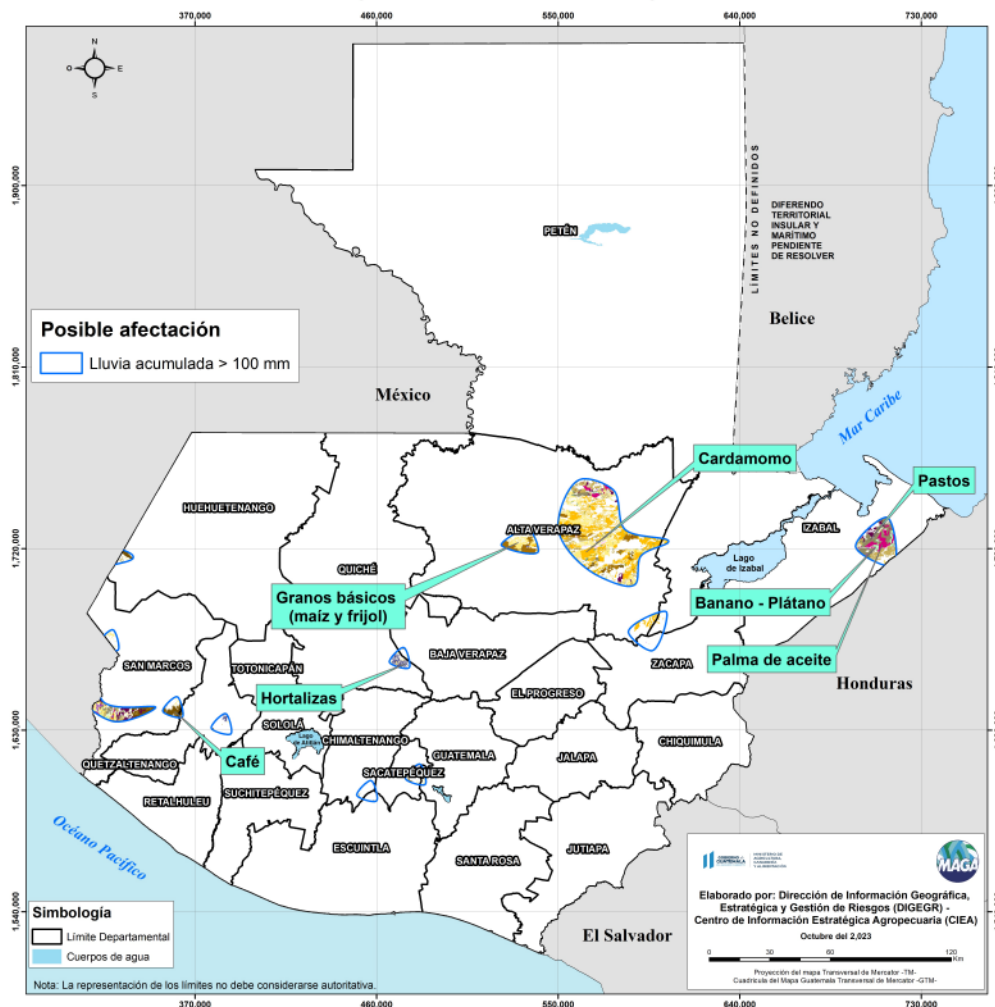 370,000 460,000 550,000 640,000 730,000
N
O E
S
1,900,000
LÍMITES NO DEFINIDOS
DIFERENDO
TERRITORIAL
INSULAR Y
MARÍTIMO
PENDIENTE
DE RESOLVER
PETÉN
Belice
Posible afectación
Lluvia acumulada > 100 mm
1,810,000
México
Mar Caribe
Cardamomo
Pastos
HUEHUETENANGO
ALTA VERAPAZ
IZABAL
1,720,000
QUICHÉ
Lago
de Izabal
Granos básicos
(maíz y frijol)
Banano - Plátano
SAN MARCOS
TOTONICAPÁN
BAJA VERAPAZ
ZACAPA
Palma de aceite
Honduras
Hortalizas
EL PROGRESO
1,630,000
SOLOLÁ
Lago
de Atitlán
CHIMALTENANGO
GUATEMALA
JALAPA
CHIQUIMULA
QUETZALTENANGO
Café
SACATEPÉQUEZ
RETALHULEU
SUCHITEPÉQUEZ
Océano Pacífico
ESCUINTLA
SANTA ROSA
JUTIAPA
GOBIERNO de
GUATEMALA
MINISTERIO DE
AGRICULTURA,
GANADERÍA
Y ALIMENTACIÓN
MAGA
Elaborado por: Dirección de Información Geográfica,
Estratégica y Gestión de Riesgos (DIGEGR) -
Centro de Información Estratégica Agropecuaria (CIEA)
Octubre del 2,023
0 30 60 120
Km
Proyección del mapa Transversal de Mercator -TM-
Cuadrícula del Mapa Guatemala Transversal de Mercator -GTM-
El Salvador
Simbología
Límite Departamental
Cuerpos de agua
Nota: La representación de los límites no debe considerarse autoritativa.
370,000 460,000 550,000 640,000 730,000